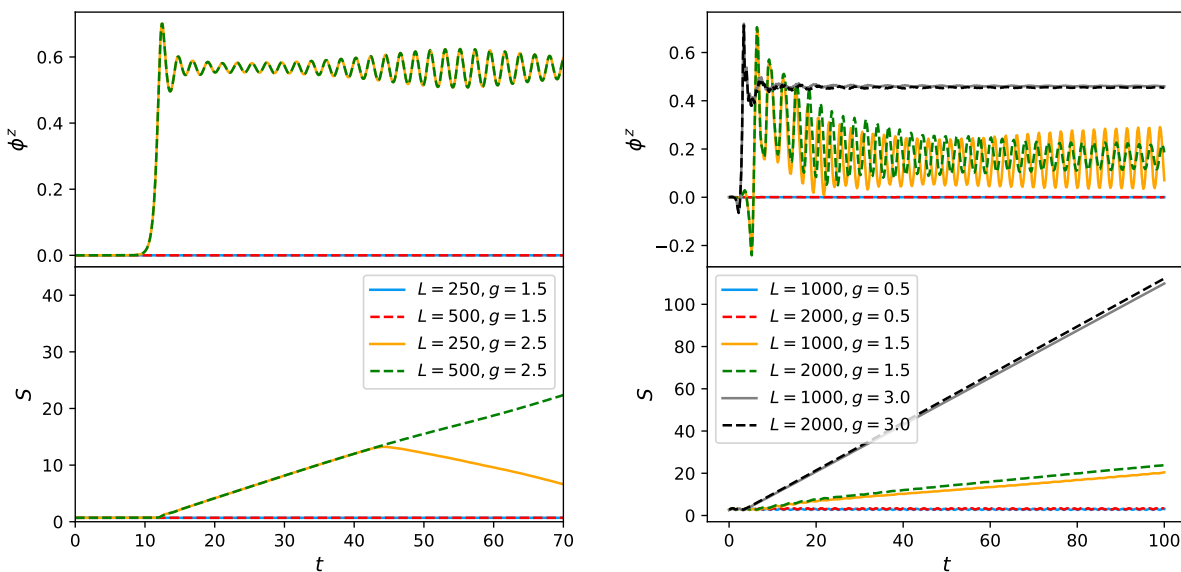 0.6
0.4
0.2
0.0
ϕ^z
40
30
20
10
0
S
L = 250, g = 1.5
L = 500, g = 1.5
L = 250, g = 2.5
L = 500, g = 2.5
0 10 20 30 40 50 60 70
t
0.6
0.4
0.2
0.0
−0.2
ϕ^z
100
80
60
40
20
0
S
L = 1000, g = 0.5
L = 2000, g = 0.5
L = 1000, g = 1.5
L = 2000, g = 1.5
L = 1000, g = 3.0
L = 2000, g = 3.0
0 20 40 60 80 100
t